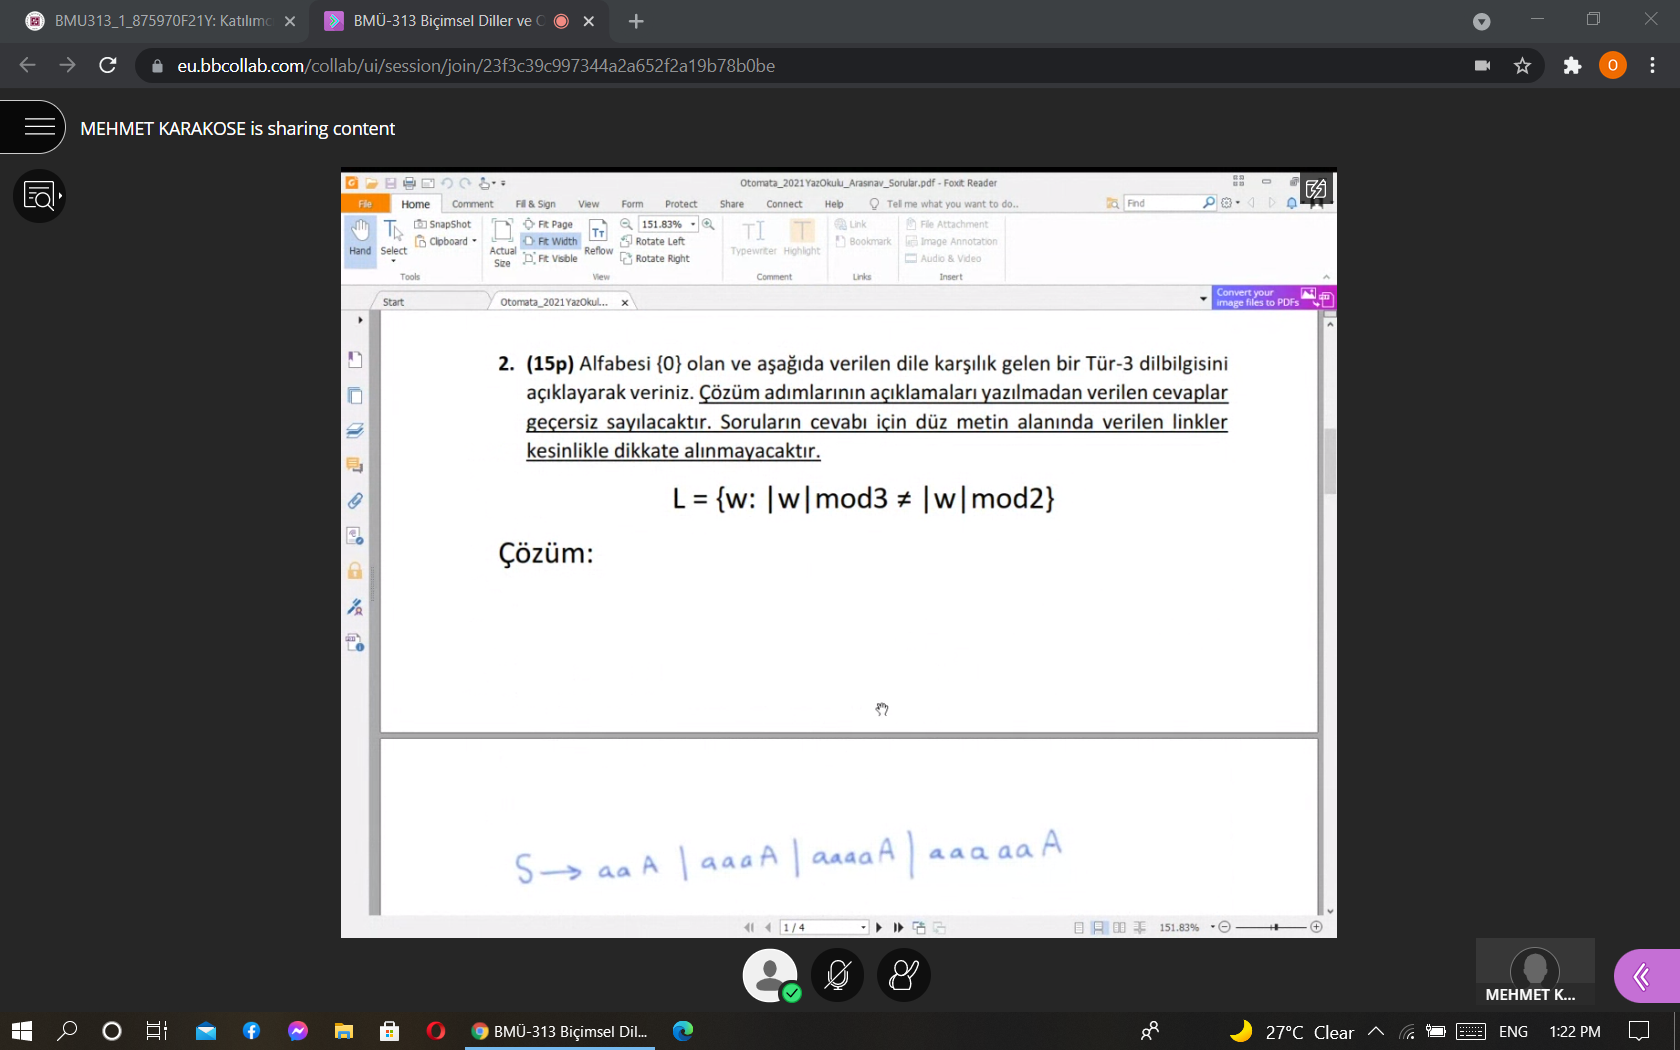 BMU313_1_875970F21Y: Katılımc
BMÜ-313 Biçimsel Diller ve O
eu.bbcollab.com/collab/ui/session/join/23f3c39c997344a2a652f2a19b78b0be
O
MEHMET KARAKOSE is sharing content
Otomata_2021YazOkulu_Arasınav_Sorular.pdf - Foxit Reader
File Home Comment Fill & Sign View Form Protect Share Connect Help Tell me what you want to do.. Find
Hand
Select
SnapShot
Clipboard
Tools
Actual Size
Fit Page
Fit Width
Fit Visible
Reflow
151.83%
Rotate Left
Rotate Right
View
Typewriter
Highlight
Comment
Link
Bookmark
Links
File Attachment
Image Annotation
Audio & Video
Insert
Start
Otomata_2021YazOkul...
Convert your
image files to PDFs
2. (15p) Alfabesi {0} olan ve aşağıda verilen dile karşılık gelen bir Tür-3 dilbilgisini
açıklayarak veriniz. Çözüm adımlarının açıklamaları yazılmadan verilen cevaplar
geçersiz sayılacaktır. Soruların cevabı için düz metin alanında verilen linkler
kesinlikle dikkate alınmayacaktır.
L = {w: |w|mod3 ≠ |w|mod2}
Çözüm:
S → aaA | aaaA | aaaaA | aaaaaA
1 / 4
151.83%
MEHMET K...
BMÜ-313 Biçimsel Dil...
27°C Clear
ENG
1:22 PM